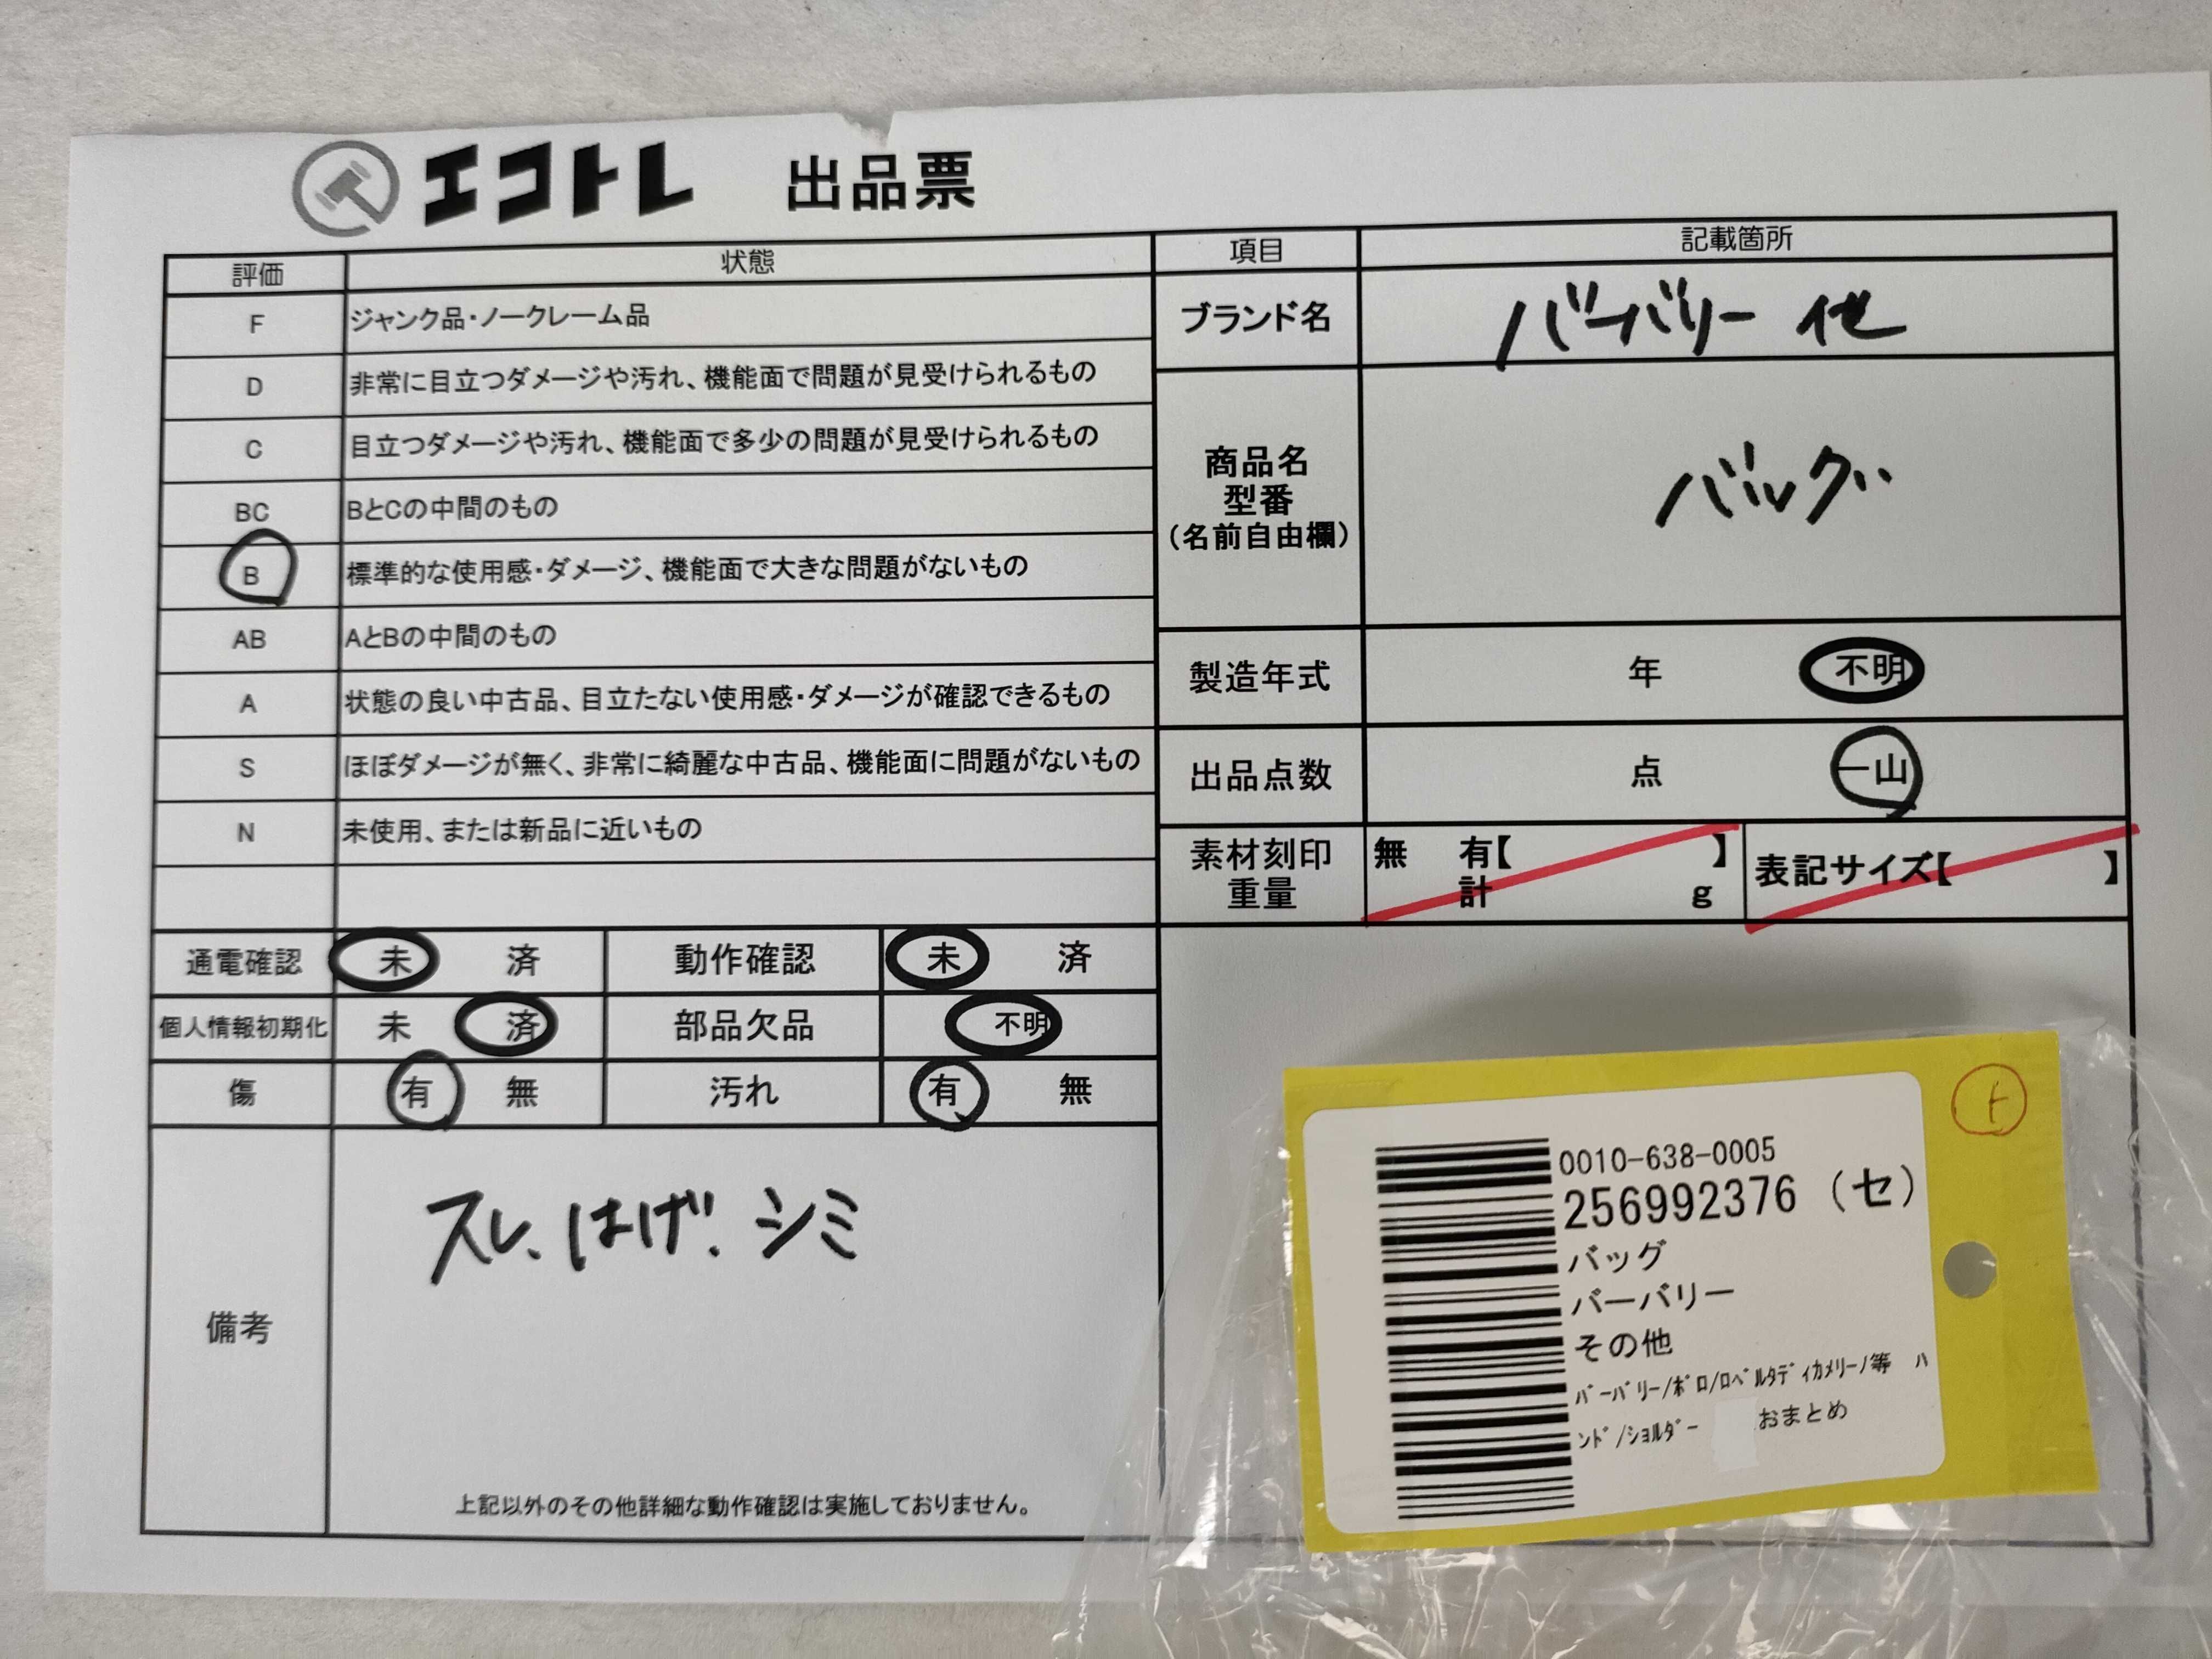 エコトレ 出品票
評価 状態
F ジャンク品・ノークレーム品
D 非常に目立つダメージや汚れ、機能面で問題が見受けられるもの
C 目立つダメージや汚れ、機能面で多少の問題が見受けられるもの
BC BとCの中間のもの
B 標準的な使用感・ダメージ、機能面で大きな問題がないもの
AB AとBの中間のもの
A 状態の良い中古品、目立たない使用感・ダメージが確認できるもの
S ほぼダメージが無く、非常に綺麗な中古品、機能面に問題がないもの
N 未使用、または新品に近いもの
項目 記載箇所
ブランド名 バーバリー 他
商品名
型番
(名前自由欄)
バッグ
製造年式 年 不明
出品点数 点 一山
素材刻印
重量
無 有【 】
計 g
表記サイズ【 】
通電確認 未 済 動作確認 未 済
個人情報初期化 未 済 部品欠品 不明
傷 有 無 汚れ 有 無
備考
スレ、はげ、シミ
上記以外のその他詳細な動作確認は実施しておりません。
0010-638-0005
256992376 (セ)
バッグ
バーバリー
その他
ﾊﾞｰﾊﾞﾘｰ/ﾎﾟﾛ/ﾛﾍﾞﾙﾀﾃﾞｨｶﾒﾘｰﾉ等 ﾊ
ﾝﾄﾞ/ｼｮﾙﾀﾞｰ おまとめ